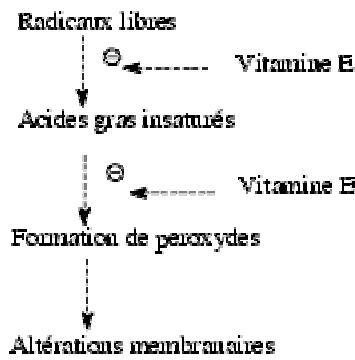 Radicaux libres
⊖
Vitamine E
Acides gras insaturés
⊖
Vitamine E
Formation de peroxydes
Altérations membranaires